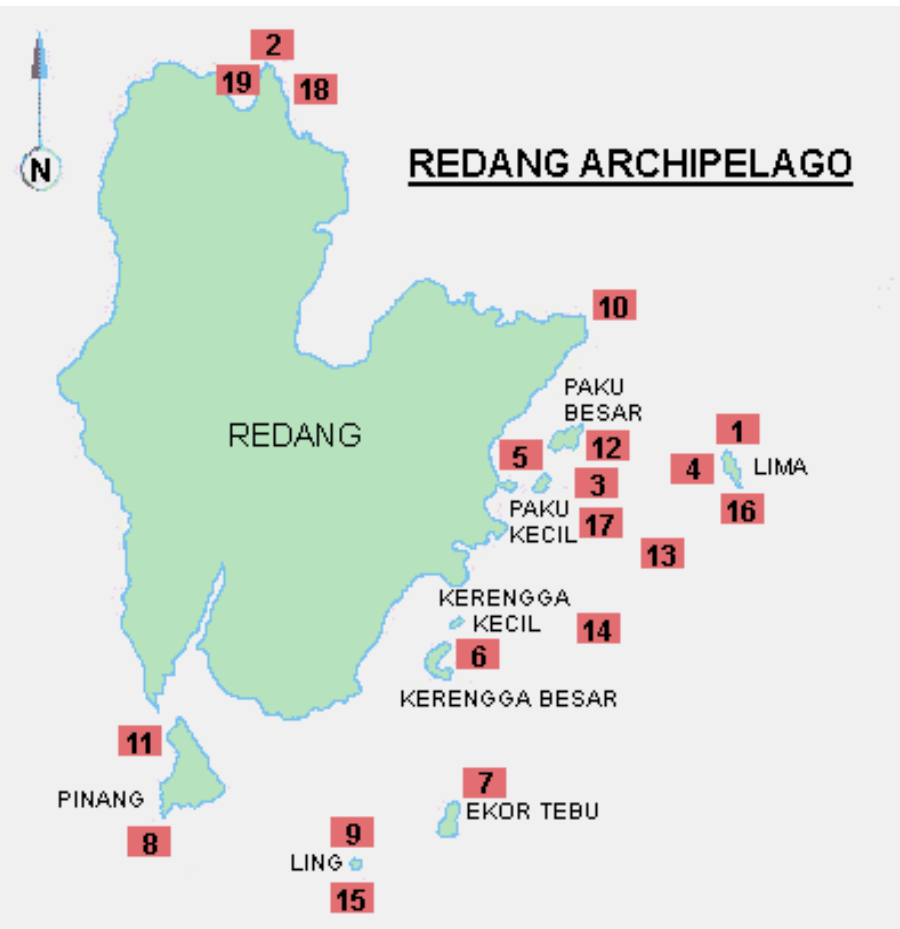 2
19
18
N
REDANG ARCHIPELAGO
10
PAKU
BESAR
REDANG
1
12
5
4
LIMA
3
16
PAKU
KECIL
17
13
KERENGGA
KECIL
14
6
KERENGGA BESAR
11
7
PINANG
EKOR TEBU
8
9
LING
15